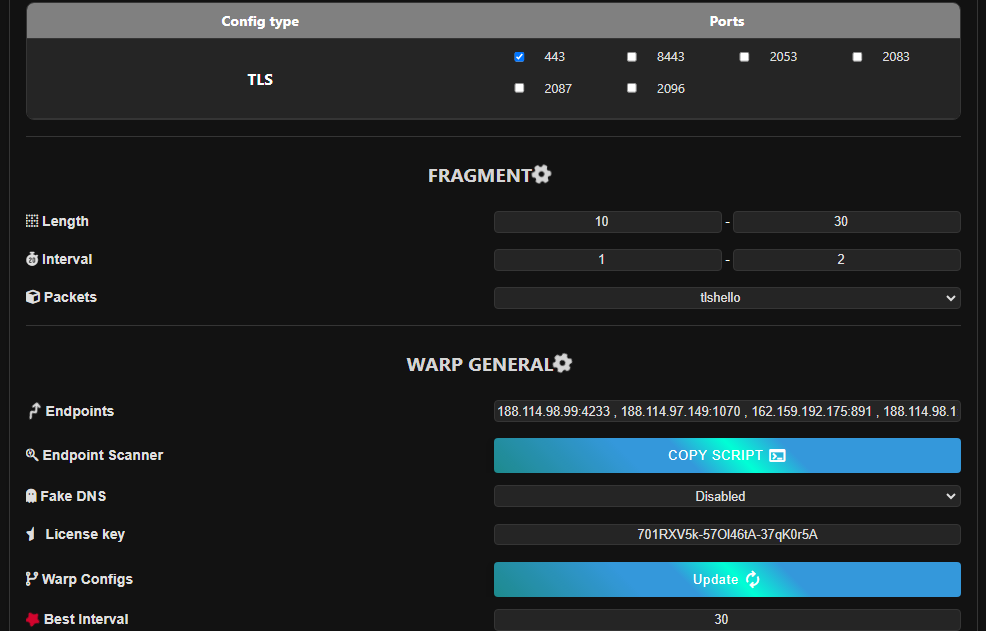 Config type Ports
TLS
443 8443 2053 2083
2087 2096
FRAGMENT
Length 10 - 30
Interval 1 - 2
Packets tlshello
WARP GENERAL
Endpoints 188.114.98.99:4233 , 188.114.97.149:1070 , 162.159.192.175:891 , 188.114.98.1
Endpoint Scanner COPY SCRIPT
Fake DNS Disabled
License key 701RXV5k-57Ol46tA-37qK0r5A
Warp Configs Update
Best Interval 30